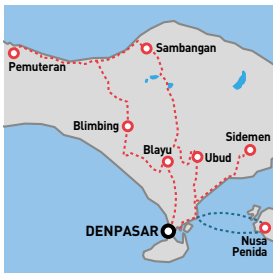 Sambangan
Pemuteran
Blimbing
Sidemen
Blayu
Ubud
DENPASAR
Nusa
Penida